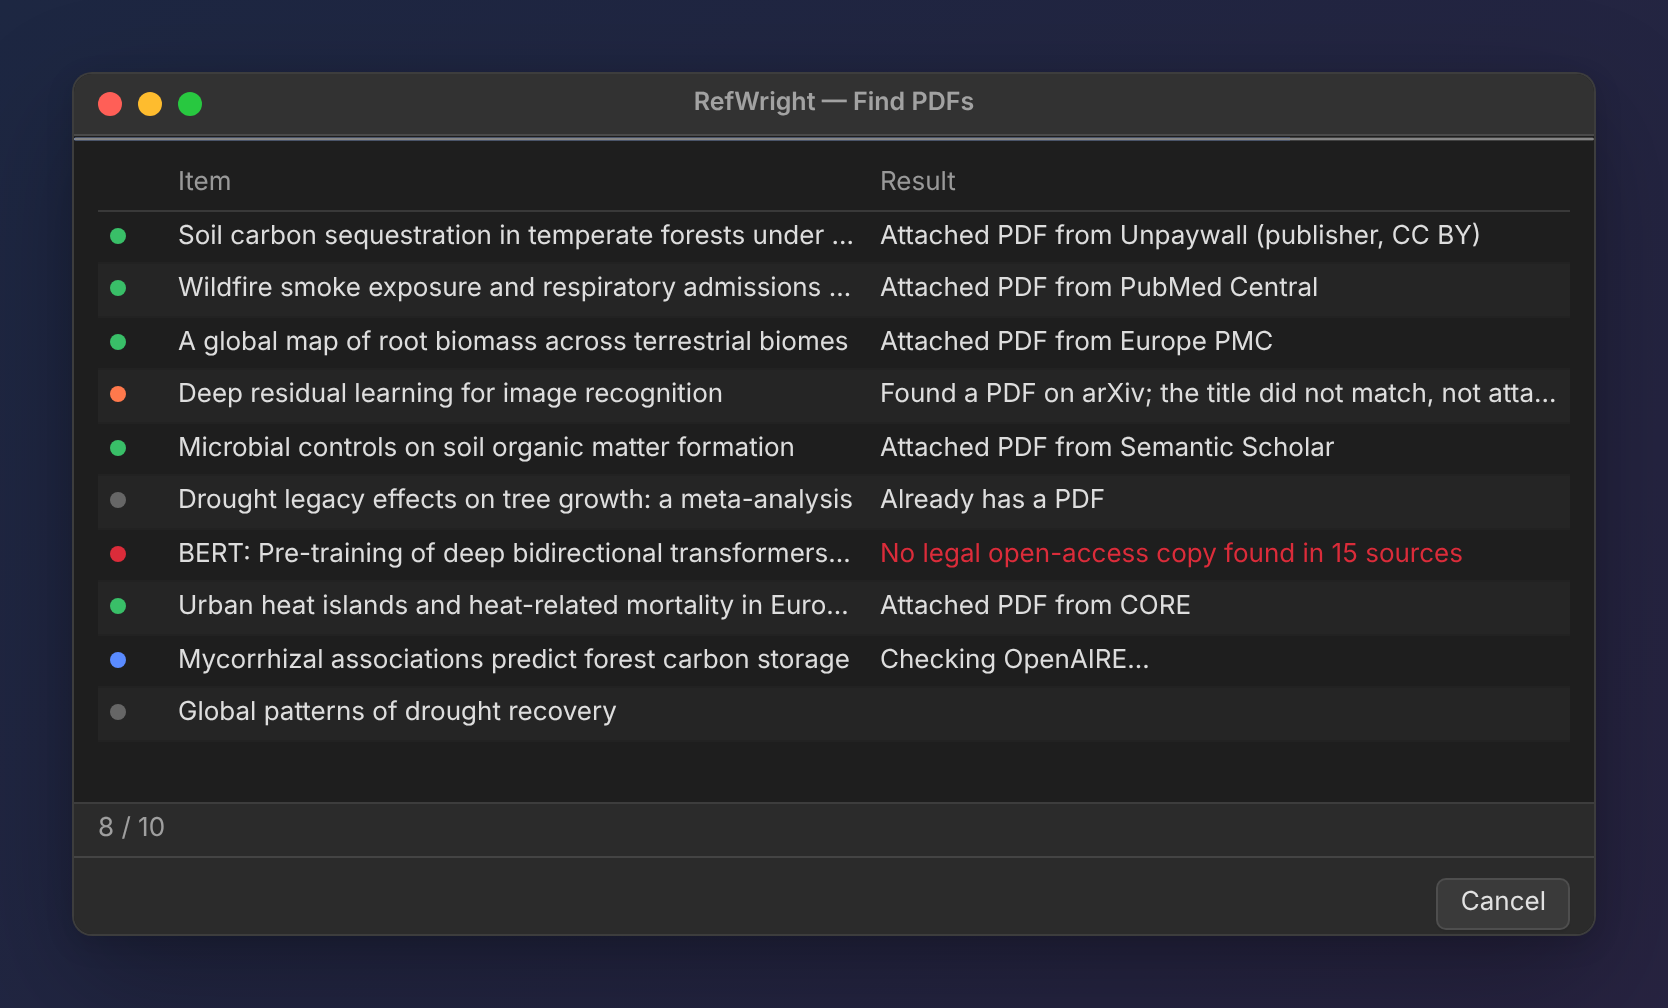 RefWright — Find PDFs
Item Result
Soil carbon sequestration in temperate forests under ... Attached PDF from Unpaywall (publisher, CC BY)
Wildfire smoke exposure and respiratory admissions ... Attached PDF from PubMed Central
A global map of root biomass across terrestrial biomes Attached PDF from Europe PMC
Deep residual learning for image recognition Found a PDF on arXiv; the title did not match, not atta...
Microbial controls on soil organic matter formation Attached PDF from Semantic Scholar
Drought legacy effects on tree growth: a meta-analysis Already has a PDF
BERT: Pre-training of deep bidirectional transformers... No legal open-access copy found in 15 sources
Urban heat islands and heat-related mortality in Euro... Attached PDF from CORE
Mycorrhizal associations predict forest carbon storage Checking OpenAIRE...
Global patterns of drought recovery
8 / 10
Cancel